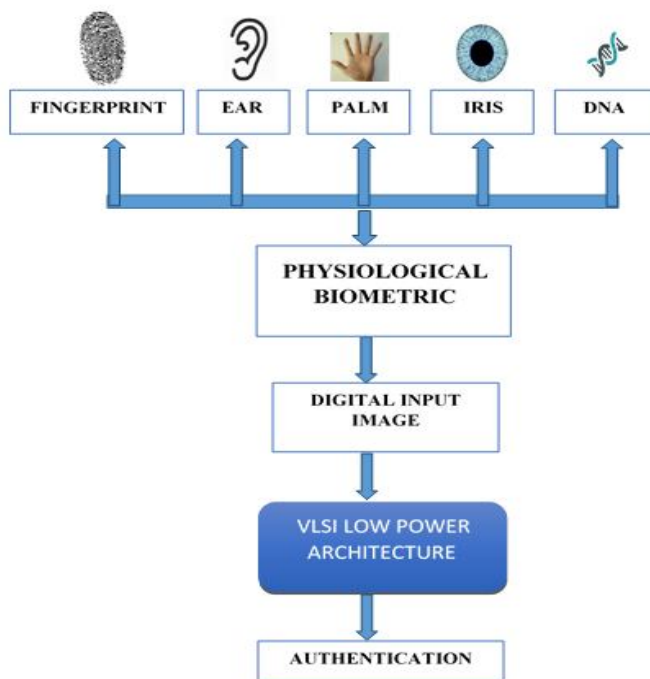 FINGERPRINT
EAR
PALM
IRIS
DNA
PHYSIOLOGICAL
BIOMETRIC
DIGITAL INPUT
IMAGE
VLSI LOW POWER
ARCHITECTURE
AUTHENTICATION